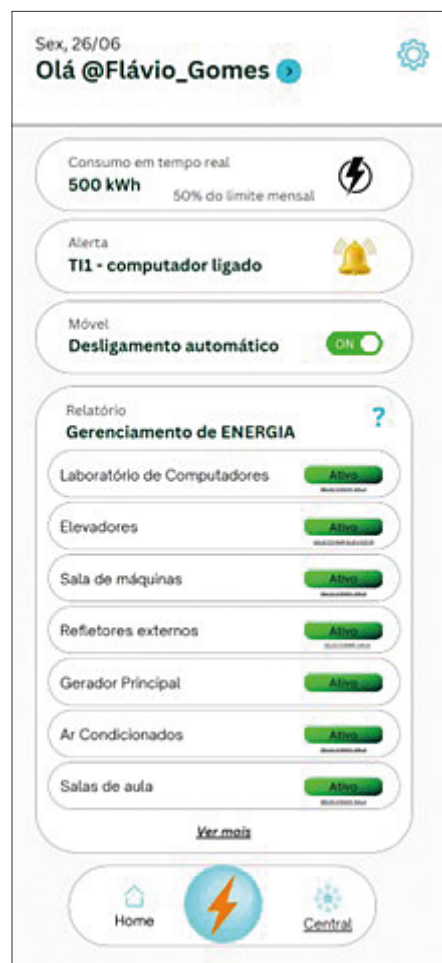 Sex, 26/06
Olá @Flávio_Gomes
Consumo em tempo real
500 kWh
50% do limite mensal
Alerta
TI1 - computador ligado
Móvel
Desligamento automático
ON
Relatório
?
Gerenciamento de ENERGIA
Laboratório de Computadores
Ativo
Elevadores
Ativo
Sala de máquinas
Ativo
Refletores externos
Ativo
Gerador Principal
Ativo
Ar Condicionados
Ativo
Salas de aula
Ativo
Ver mais
Home
Central